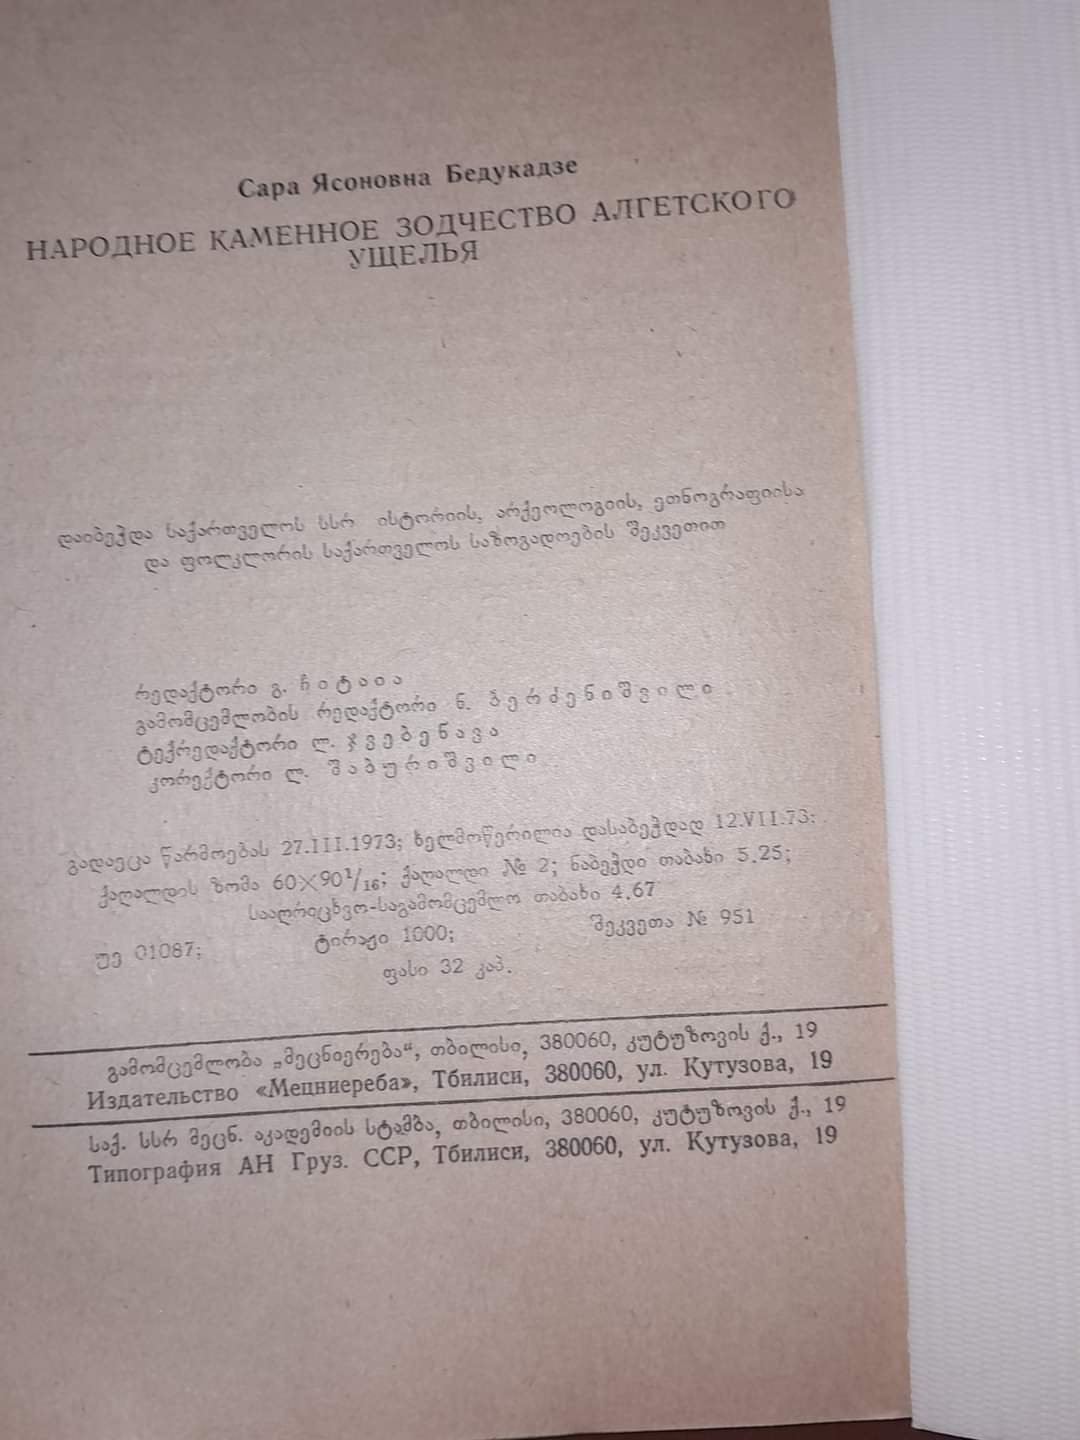 Сара Ясоновна Бедукадзе
НАРОДНОЕ КАМЕННОЕ ЗОДЧЕСТВО АЛГЕТСКОГО
УЩЕЛЬЯ
დაიბეჭდა საქართველოს სსრ ისტორიის, არქეოლოგიის, ეთნოგრაფიისა
და ფოლკლორის საქართველოს საზოგადოების შეკვეთით
რედაქტორი გ. ჩ ი ტ ა ი ა
გამომცემლობის რედაქტორი ნ. ბ ე რ ძ ე ნ ი შ ვ ი ლ ი
ტექრედაქტორი ლ. ჯ ვ ე ბ ე ნ ა ვ ა
კორექტორი ლ. შ ა ბ უ რ ი შ ვ ი ლ ი
გადაეცა წარმოებას 27.III.1973; ხელმოწერილია დასაბეჭდად 12.VII.73;
ქაღალდის ზომა 60×90¹/₁₆; ქაღალდი № 2; ნაბეჭდი თაბახი 5.25;
სააღრიცხვო-საგამომცემლო თაბახი 4.67
უე 01087; ტირაჟი 1000; შეკვეთა № 951
ფასი 32 კაპ.
გამომცემლობა „მეცნიერება“, თბილისი, 380060, კუტუზოვის ქ., 19
Издательство «Мецниереба», Тбилиси, 380060, ул. Кутузова, 19
საქ. სსრ მეცნ. აკადემიის სტამბა, თბილისი, 380060, კუტუზოვის ქ., 19
Типография АН Груз. ССР, Тбилиси, 380060, ул. Кутузова, 19